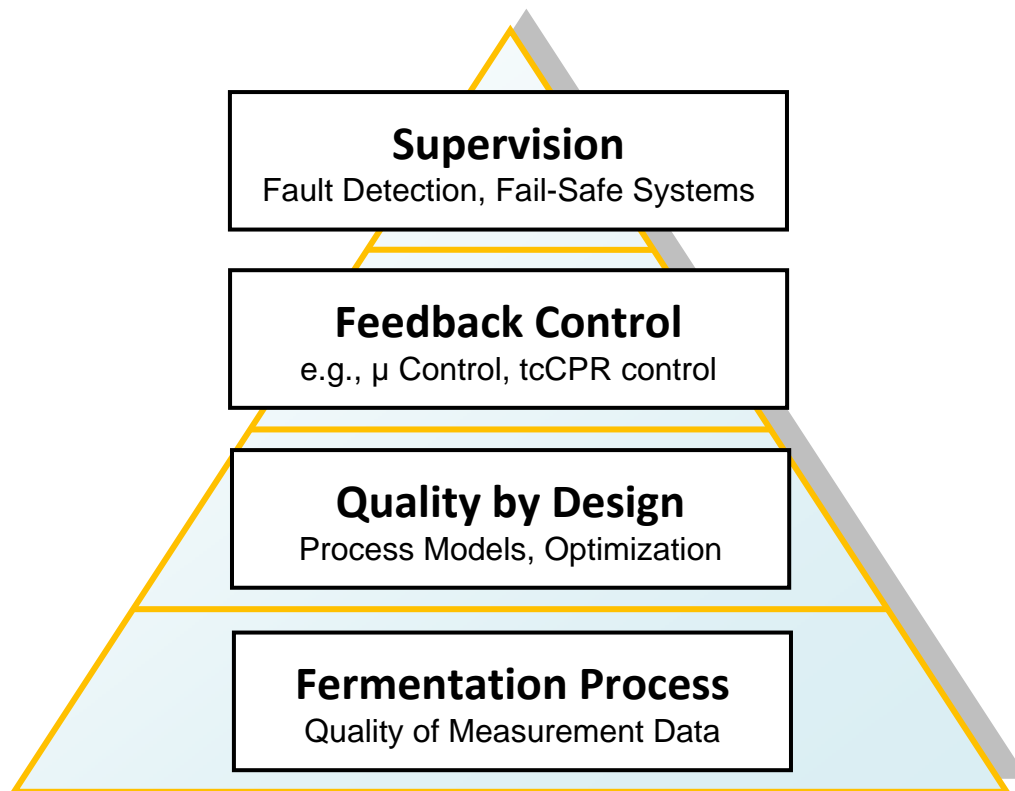 Supervision
Fault Detection, Fail-Safe Systems
Feedback Control
e.g., µ Control, tcCPR control
Quality by Design
Process Models, Optimization
Fermentation Process
Quality of Measurement Data